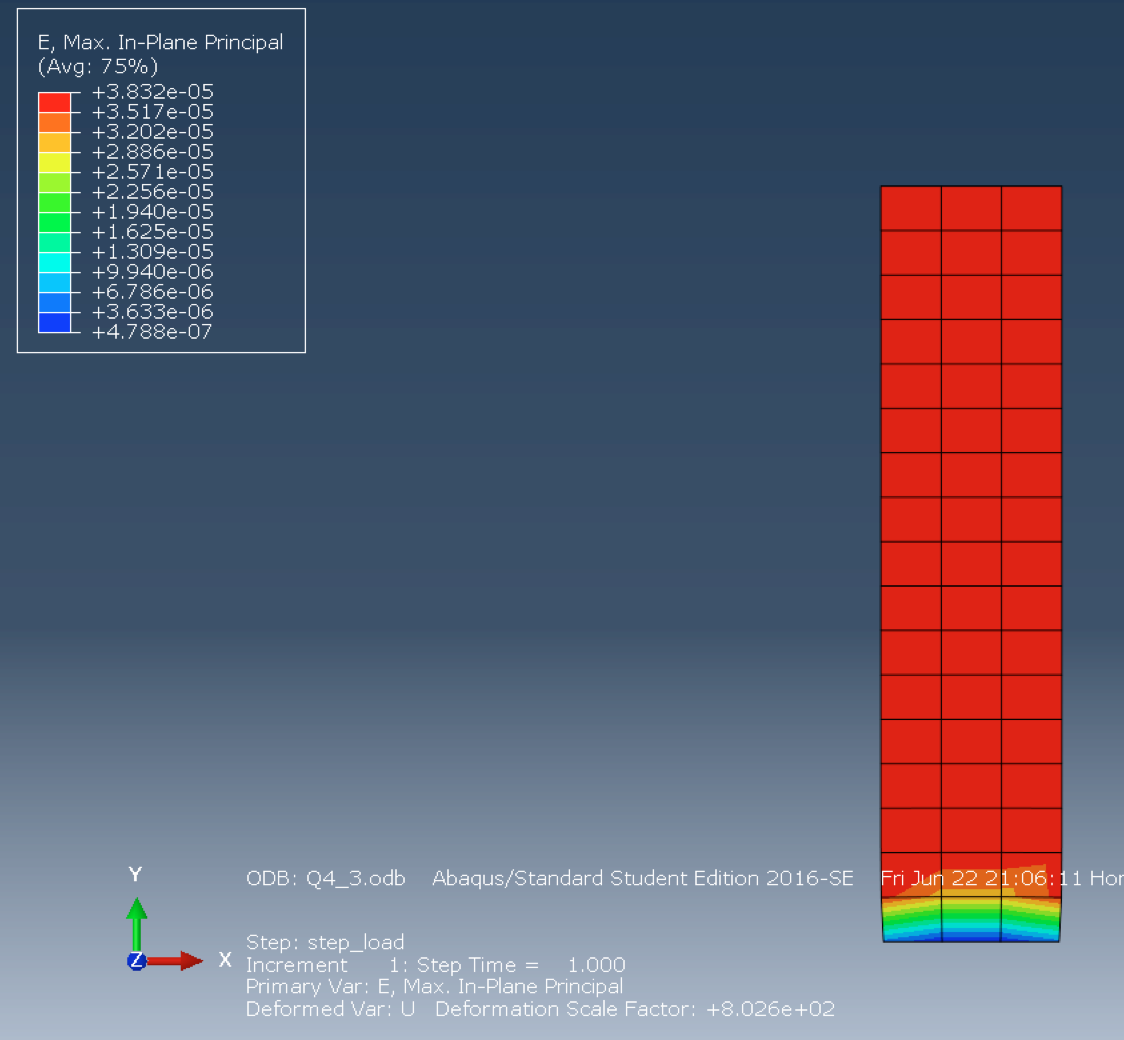 E, Max. In-Plane Principal
(Avg: 75%)
+3.832e-05
+3.517e-05
+3.202e-05
+2.886e-05
+2.571e-05
+2.256e-05
+1.940e-05
+1.625e-05
+1.309e-05
+9.940e-06
+6.786e-06
+3.633e-06
+4.788e-07
Y
ODB: Q4_3.odb Abaqus/Standard Student Edition 2016-SE Fri Jun 22 21:06:11 Hor
Z X
Step: step_load
Increment 1: Step Time = 1.000
Primary Var: E, Max. In-Plane Principal
Deformed Var: U Deformation Scale Factor: +8.026e+02